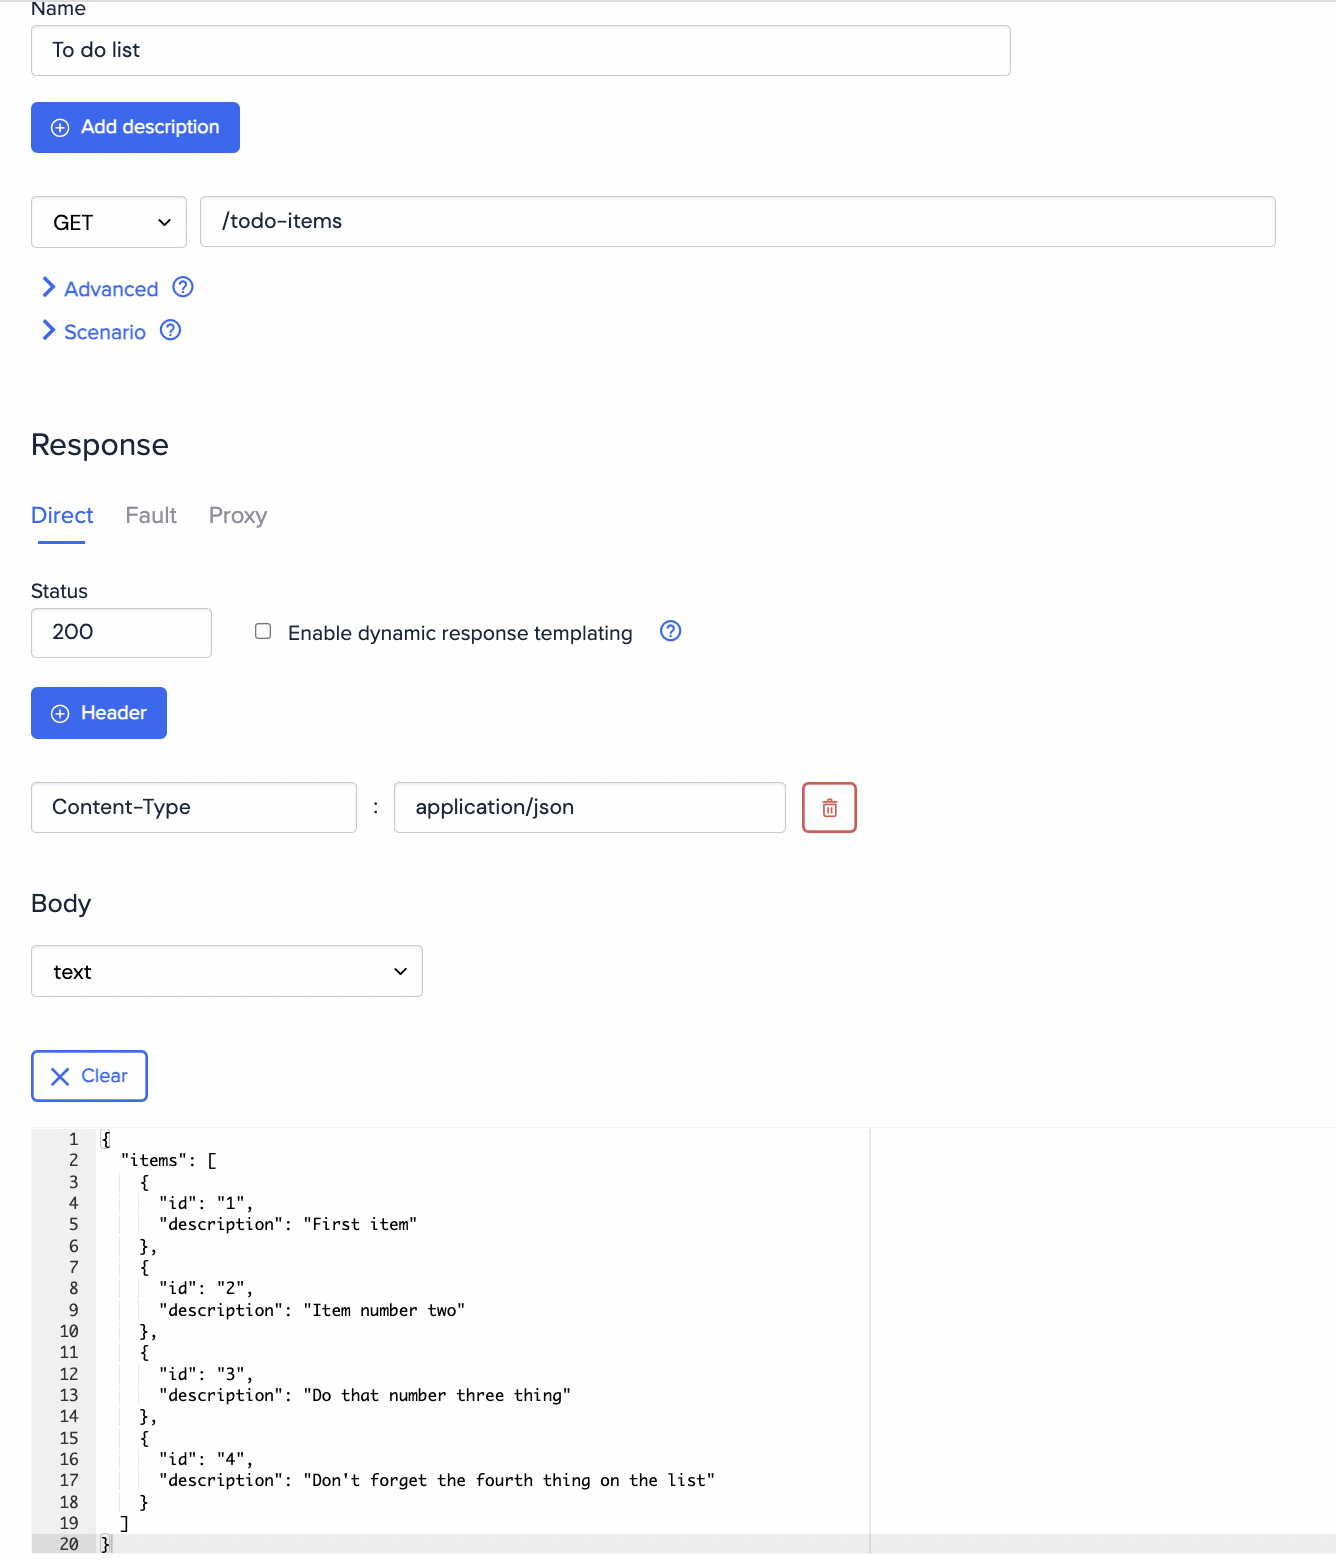 Name
To do list
Add description
GET /todo-items
Advanced
Scenario
Response
Direct Fault Proxy
Status
200 Enable dynamic response templating
Header
Content-Type : application/json
Body
text
Clear
1 {
2 "items": [
3 {
4 "id": "1",
5 "description": "First item"
6 },
7 {
8 "id": "2",
9 "description": "Item number two"
10 },
11 {
12 "id": "3",
13 "description": "Do that number three thing"
14 },
15 {
16 "id": "4",
17 "description": "Don't forget the fourth thing on the list"
18 }
19 ]
20 }